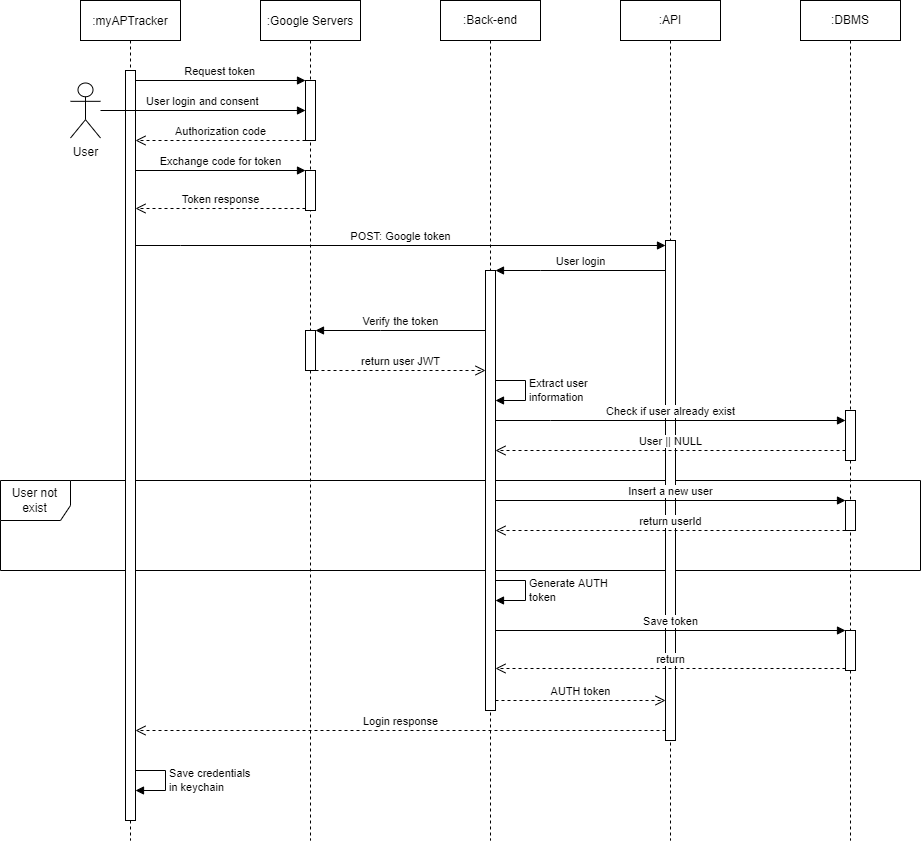 :myAPTracker
:Google Servers
:Back-end
:API
:DBMS
Request token
User login and consent
Authorization code
User
Exchange code for token
Token response
POST: Google token
User login
Verify the token
return user JWT
Extract user
information
Check if user already exist
User || NULL
User not
exist
Insert a new user
return userId
Generate AUTH
token
Save token
return
AUTH token
Login response
Save credentials
in keychain